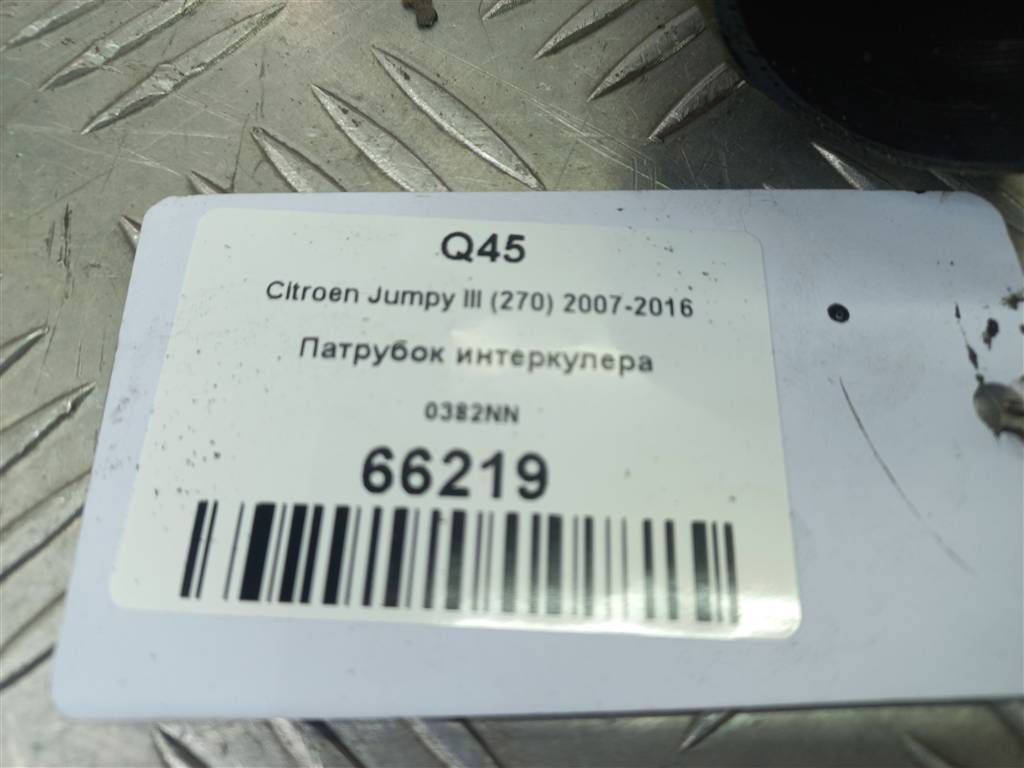 Q45
Citroen Jumpy III (270) 2007-2016
Патрубок интеркулера
0382NN
66219